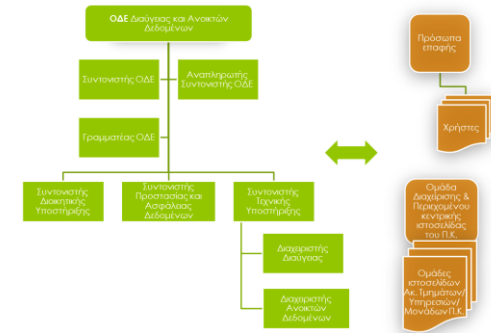 ΟΔΕ Διαύγειας και Ανοικτών
Δεδομένων
Συντονιστής ΟΔΕ
Αναπληρωτής
Συντονιστής ΟΔΕ
Γραμματέας ΟΔΕ
Συντονιστής
Διοικητικής
Υποστήριξης
Συντονιστής
Προστασίας και
Ασφάλειας
Δεδομένων
Συντονιστής
Τεχνικής
Υποστήριξης
Διαχειριστής
Διαύγειας
Διαχειριστής
Ανοικτών
Δεδομένων
Πρόσωπα
επαφής
Χρήστες
Ομάδα
Διαχείρισης &
Περιεχομένου
κεντρικής
ιστοσελίδας
του Π.Κ.
Ομάδες
ιστοσελίδων
Ακ. Τμημάτων/
Υπηρεσιών/
Μονάδων Π.Κ.